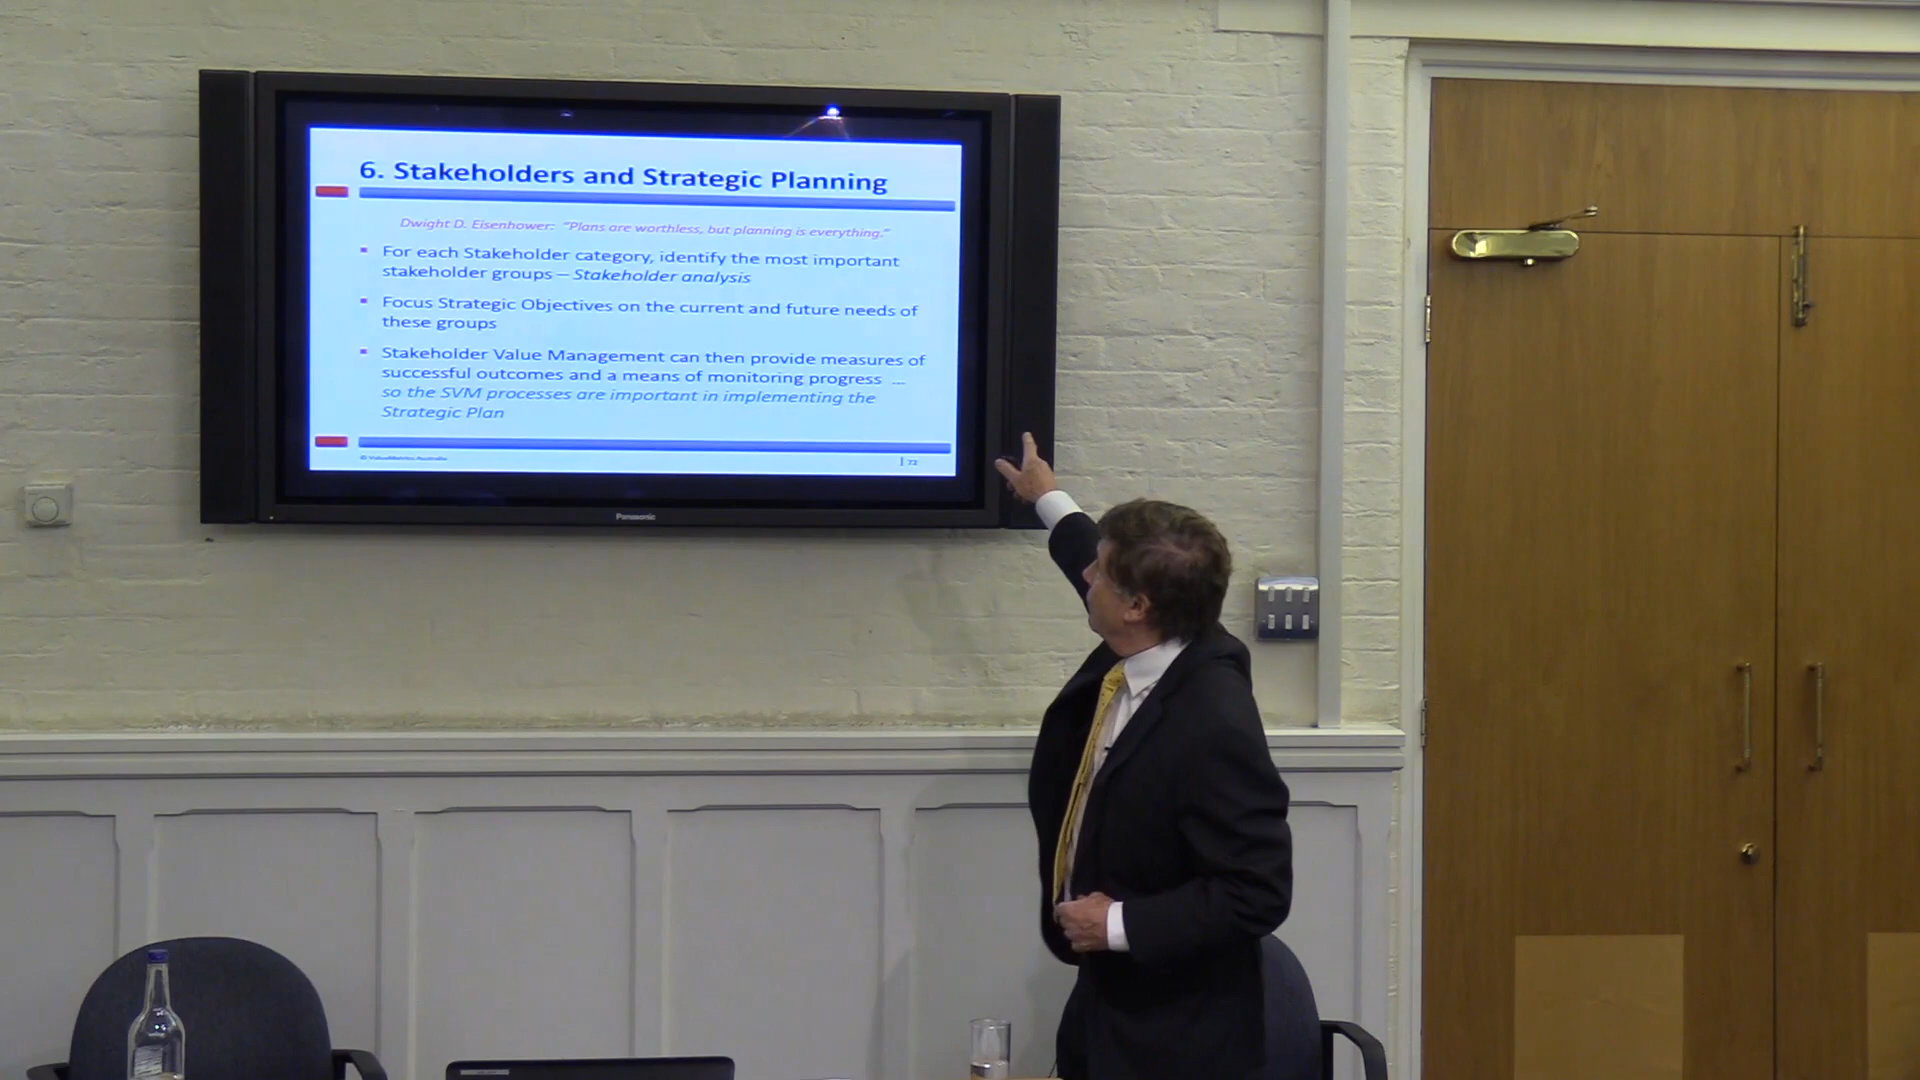 6. Stakeholders and Strategic Planning
Dwight D. Eisenhower: "Plans are worthless, but planning is everything."
▪ For each Stakeholder category, identify the most important
stakeholder groups – Stakeholder analysis
▪ Focus Strategic Objectives on the current and future needs of
these groups
▪ Stakeholder Value Management can then provide measures of
successful outcomes and a means of monitoring progress ...
so the SVM processes are important in implementing the
Strategic Plan
© ValueMetrics Australia
| 72
Panasonic